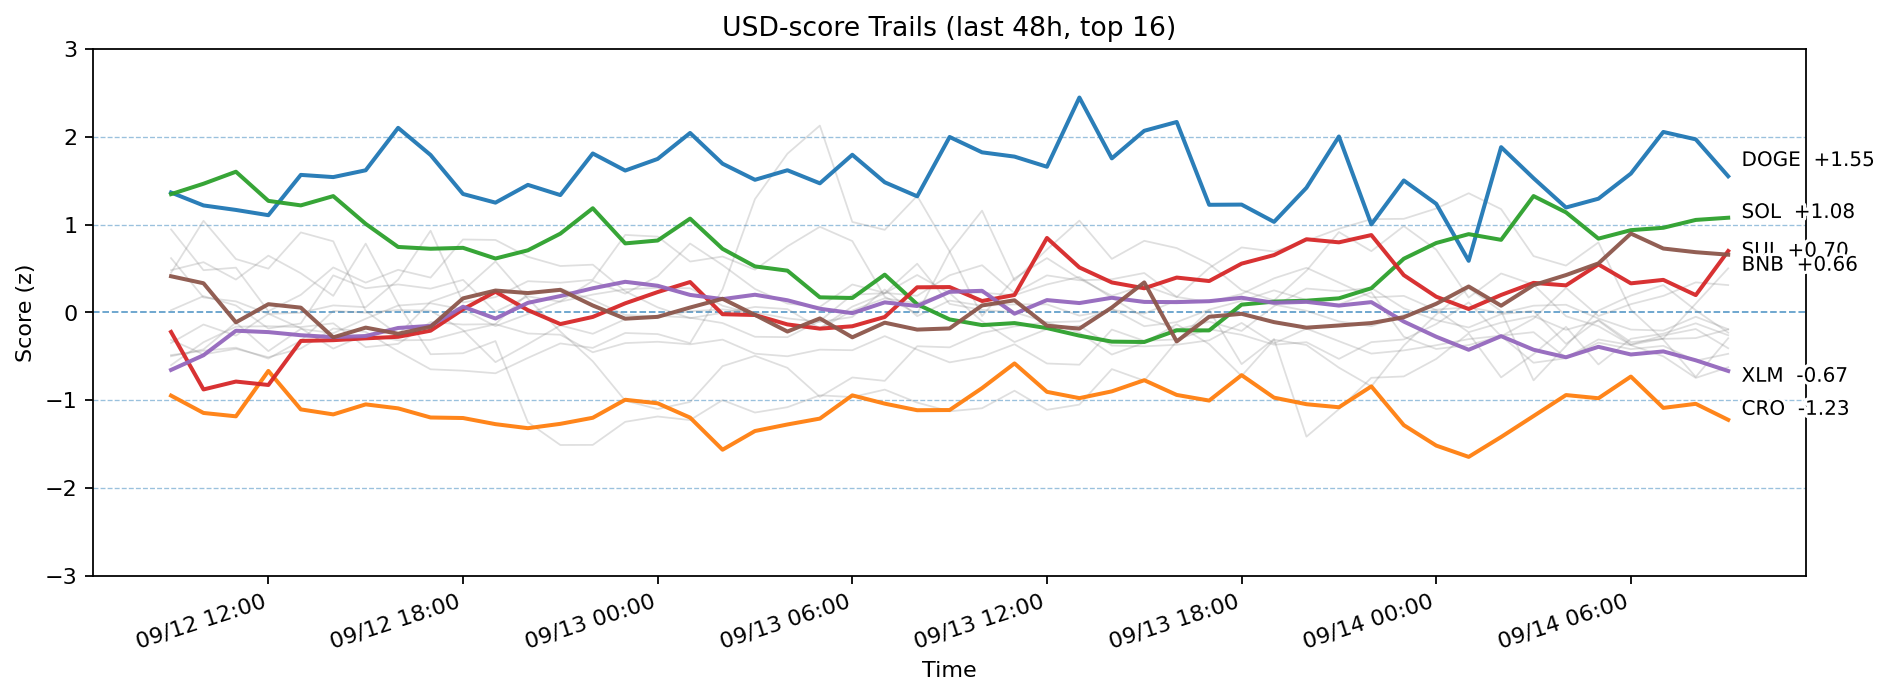 USD-score Trails (last 48h, top 16)
Score (z)
3
2
1
0
−1
−2
−3
DOGE +1.55
SOL +1.08
+0.70
BNB +0.66
XLM -0.67
CRO -1.23
09/12 12:00
09/12 18:00
09/13 00:00
09/13 06:00
09/13 12:00
09/13 18:00
09/14 00:00
09/14 06:00
Time